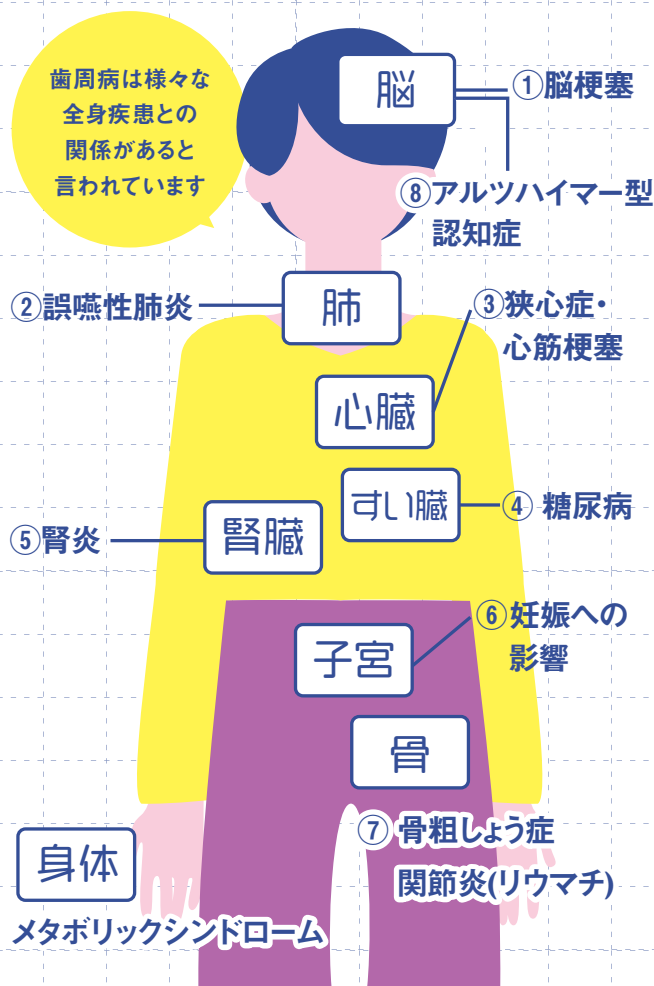 歯周病は様々な
全身疾患との
関係があると
言われています
脳
①脳梗塞
⑧アルツハイマー型
認知症
②誤嚥性肺炎
肺
③狭心症・
心筋梗塞
心臓
すい臓
④ 糖尿病
⑤腎炎
腎臓
⑥妊娠への
影響
子宮
骨
⑦ 骨粗しょう症
関節炎(リウマチ)
身体
メタボリックシンドローム